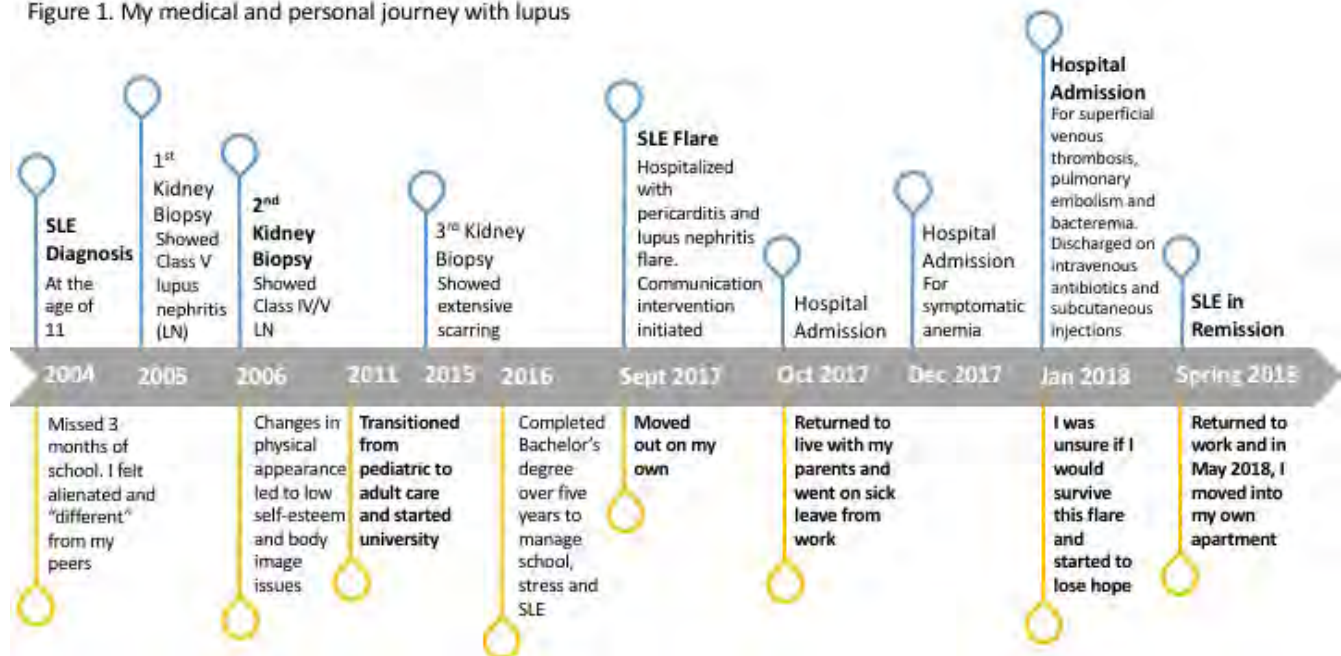 Figure 1. My medical and personal journey with lupus
SLE
Diagnosis
At the
age of
11
1st
Kidney
Biopsy
Showed
Class V
lupus
nephritis
(LN)
2nd
Kidney
Biopsy
Showed
Class IV/V
LN
3rd Kidney
Biopsy
Showed
extensive
scarring
SLE Flare
Hospitalized
with
pericarditis and
lupus nephritis
flare.
Communication
intervention
initiated
Hospital
Admission
Hospital
Admission
For
symptomatic
anemia
Hospital
Admission
For superficial
venous
thrombosis,
pulmonary
embolism and
bacteremia.
Discharged on
intravenous
antibiotics and
subcutaneous
injections
SLE in
Remission
2004 2005 2006 2011 2015 2016 Sept 2017 Oct 2017 Dec 2017 Jan 2018 Spring 2018
Missed 3
months of
school. I felt
alienated and
"different"
from my
peers
Changes in
physical
appearance
led to low
self-esteem
and body
image
issues
Transitioned
from
pediatric to
adult care
and started
university
Completed
Bachelor's
degree
over five
years to
manage
school,
stress and
SLE
Moved
out on my
own
Returned to
live with my
parents and
went on sick
leave from
work
I was
unsure if I
would
survive
this flare
and
started to
lose hope
Returned to
work and in
May 2018, I
moved into
my own
apartment